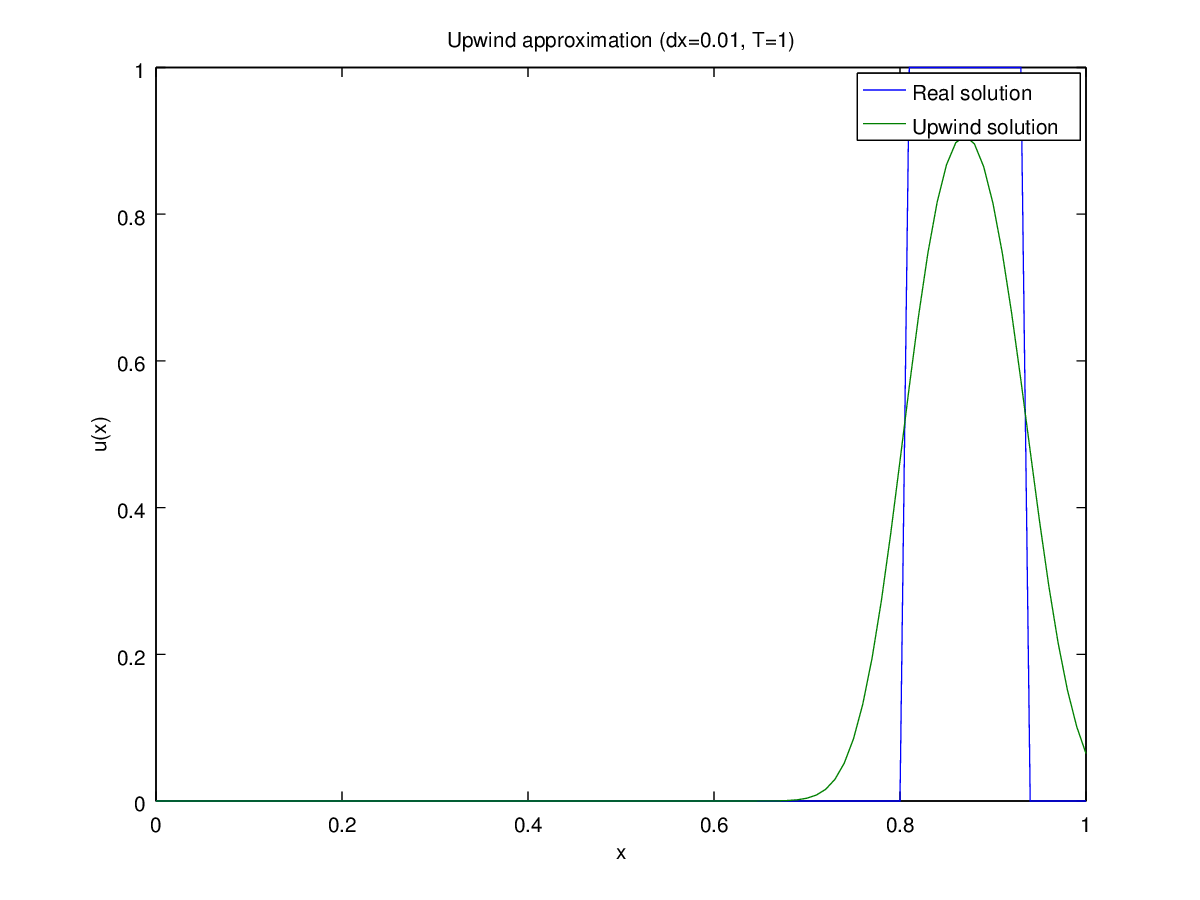 Upwind approximation (dx=0.01, T=1)
Real solution
Upwind solution
1
0.8
0.6
0.4
0.2
0
u(x)
0 0.2 0.4 0.6 0.8 1
x